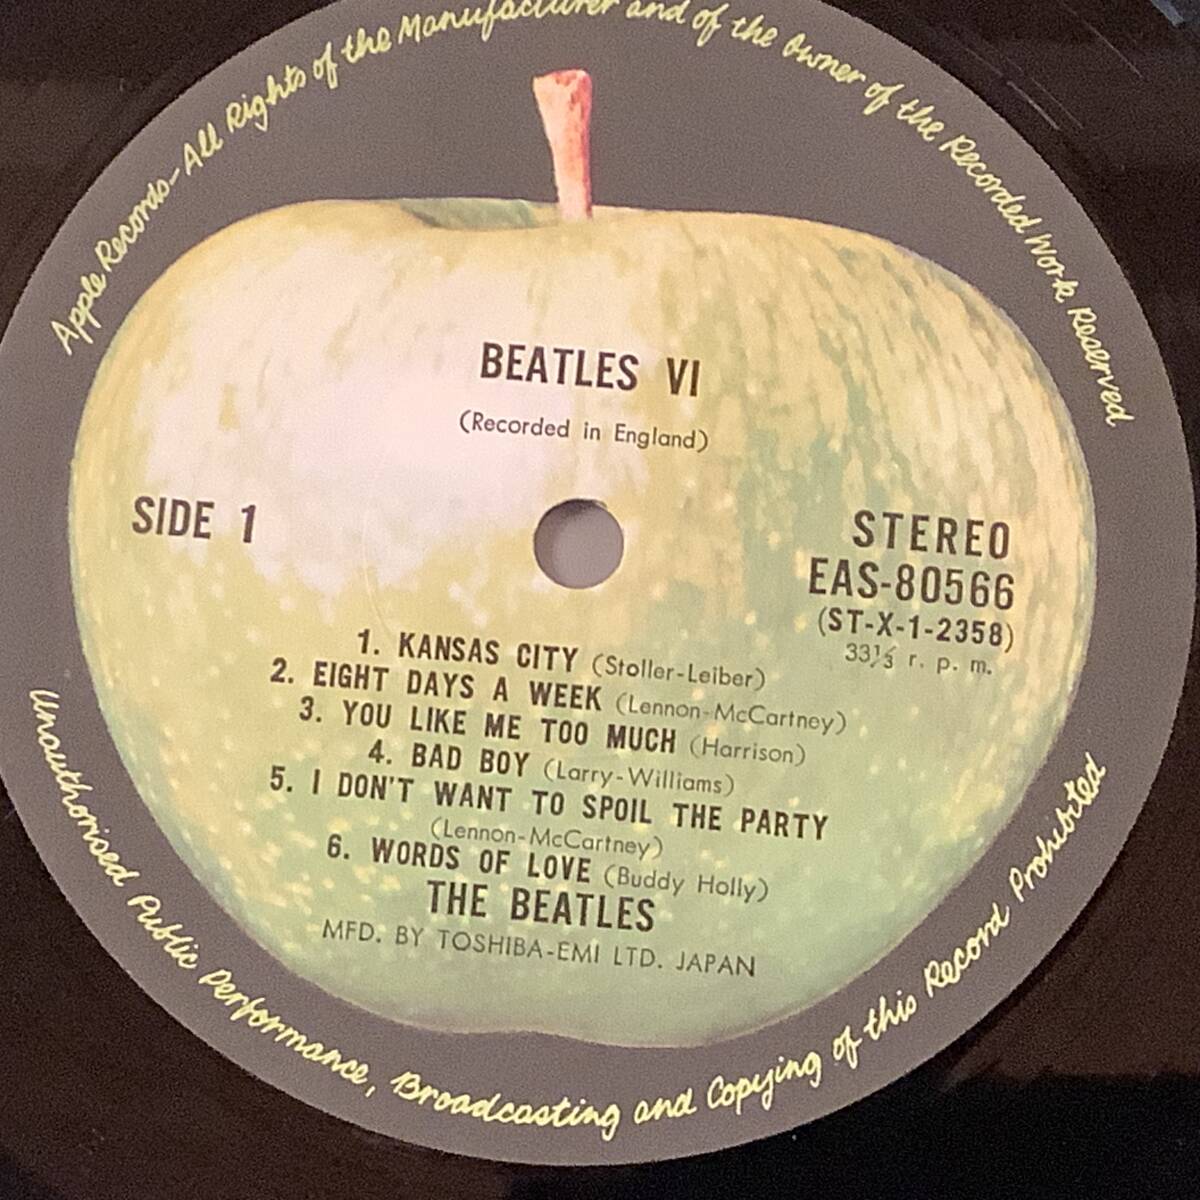 Apple Records-All Rights of the Manufacturer and of the Owner of the Recorded Work Reserved
BEATLES VI
(Recorded in England)
SIDE 1
STEREO
EAS-80566
(ST-X-1-2358)
33⅓ r. p. m.
1. KANSAS CITY (Stoller-Leiber)
2. EIGHT DAYS A WEEK (Lennon-McCartney)
3. YOU LIKE ME TOO MUCH (Harrison)
4. BAD BOY (Larry-Williams)
5. I DON'T WANT TO SPOIL THE PARTY
(Lennon-McCartney)
6. WORDS OF LOVE (Buddy Holly)
THE BEATLES
MFD. BY TOSHIBA-EMI LTD. JAPAN
Unauthorised Public Performance, Broadcasting and Copying of this Record Prohibited